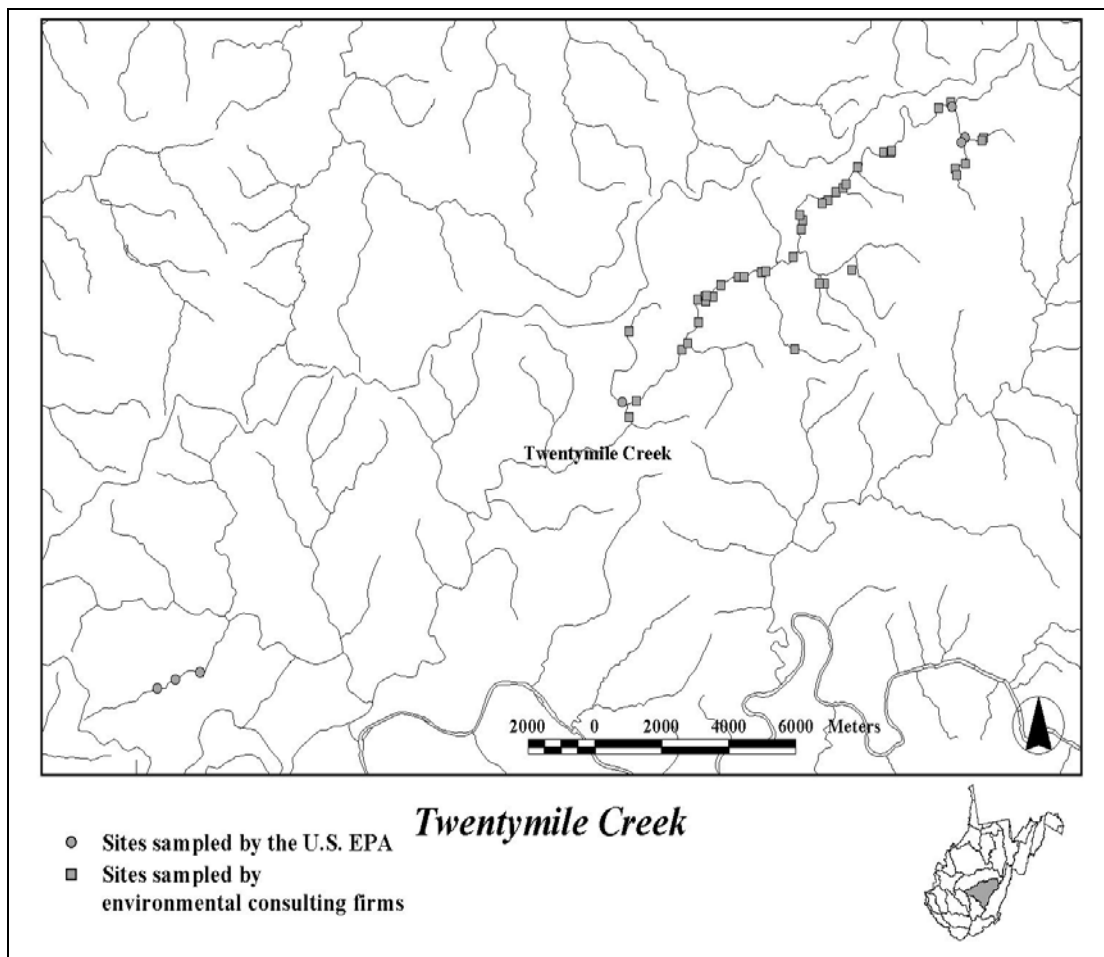 Twentymile Creek
2000 0 2000 4000 6000 Meters
Twentymile Creek
Sites sampled by the U.S. EPA
Sites sampled by
environmental consulting firms